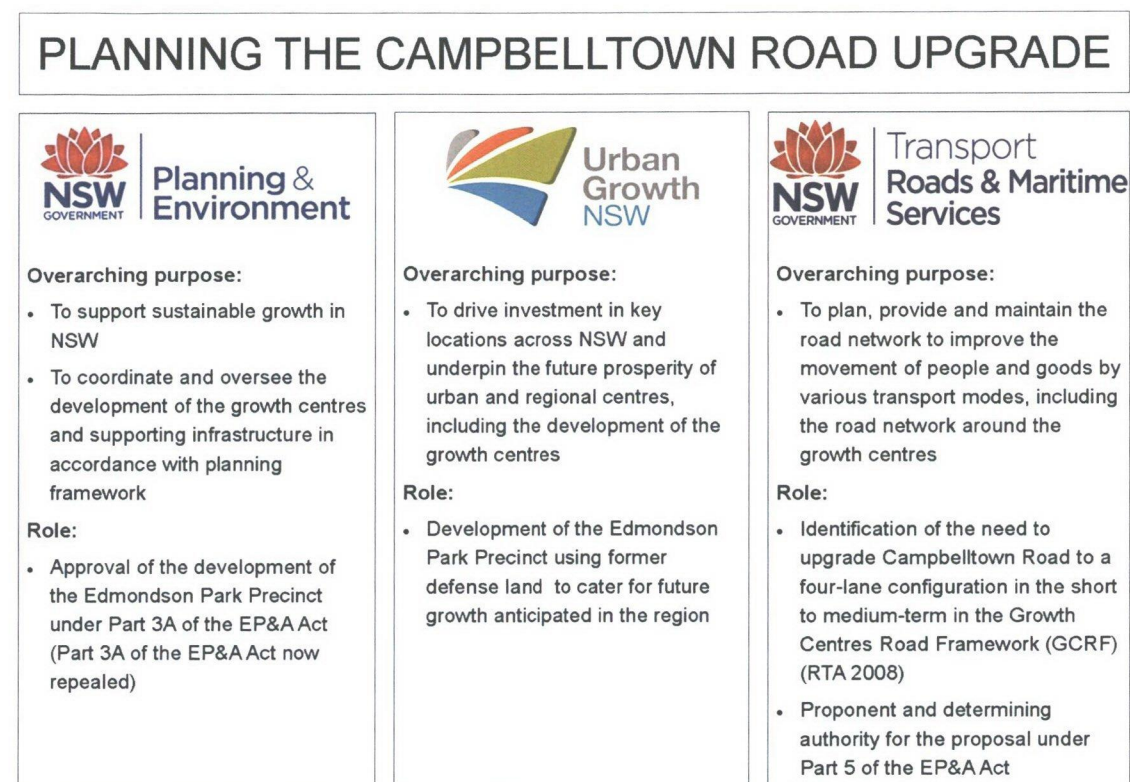 PLANNING THE CAMPBELLTOWN ROAD UPGRADE
NSW
GOVERNMENT
Planning &
Environment
Overarching purpose:
• To support sustainable growth in
NSW
• To coordinate and oversee the
development of the growth centres
and supporting infrastructure in
accordance with planning
framework
Role:
• Approval of the development of
the Edmondson Park Precinct
under Part 3A of the EP&A Act
(Part 3A of the EP&A Act now
repealed)
Urban
Growth
NSW
Overarching purpose:
• To drive investment in key
locations across NSW and
underpin the future prosperity of
urban and regional centres,
including the development of the
growth centres
Role:
• Development of the Edmondson
Park Precinct using former
defense land to cater for future
growth anticipated in the region
NSW
GOVERNMENT
Transport
Roads & Maritime
Services
Overarching purpose:
• To plan, provide and maintain the
road network to improve the
movement of people and goods by
various transport modes, including
the road network around the
growth centres
Role:
• Identification of the need to
upgrade Campbelltown Road to a
four-lane configuration in the short
to medium-term in the Growth
Centres Road Framework (GCRF)
(RTA 2008)
• Proponent and determining
authority for the proposal under
Part 5 of the EP&A Act